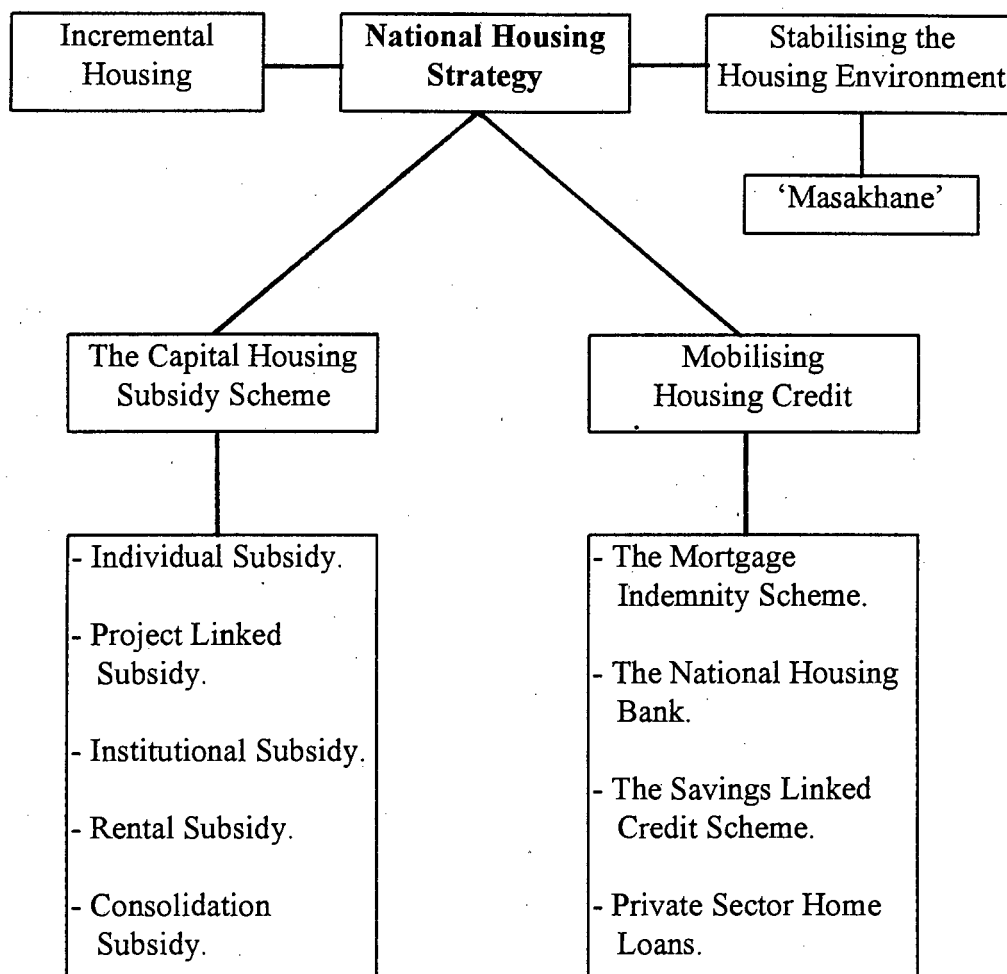 Incremental
Housing
National Housing
Strategy
Stabilising the
Housing Environment
‘Masakhane’
The Capital Housing
Subsidy Scheme
Mobilising
Housing Credit
- Individual Subsidy.
- Project Linked
Subsidy.
- Institutional Subsidy.
- Rental Subsidy.
- Consolidation
Subsidy.
- The Mortgage
Indemnity Scheme.
- The National Housing
Bank.
- The Savings Linked
Credit Scheme.
- Private Sector Home
Loans.